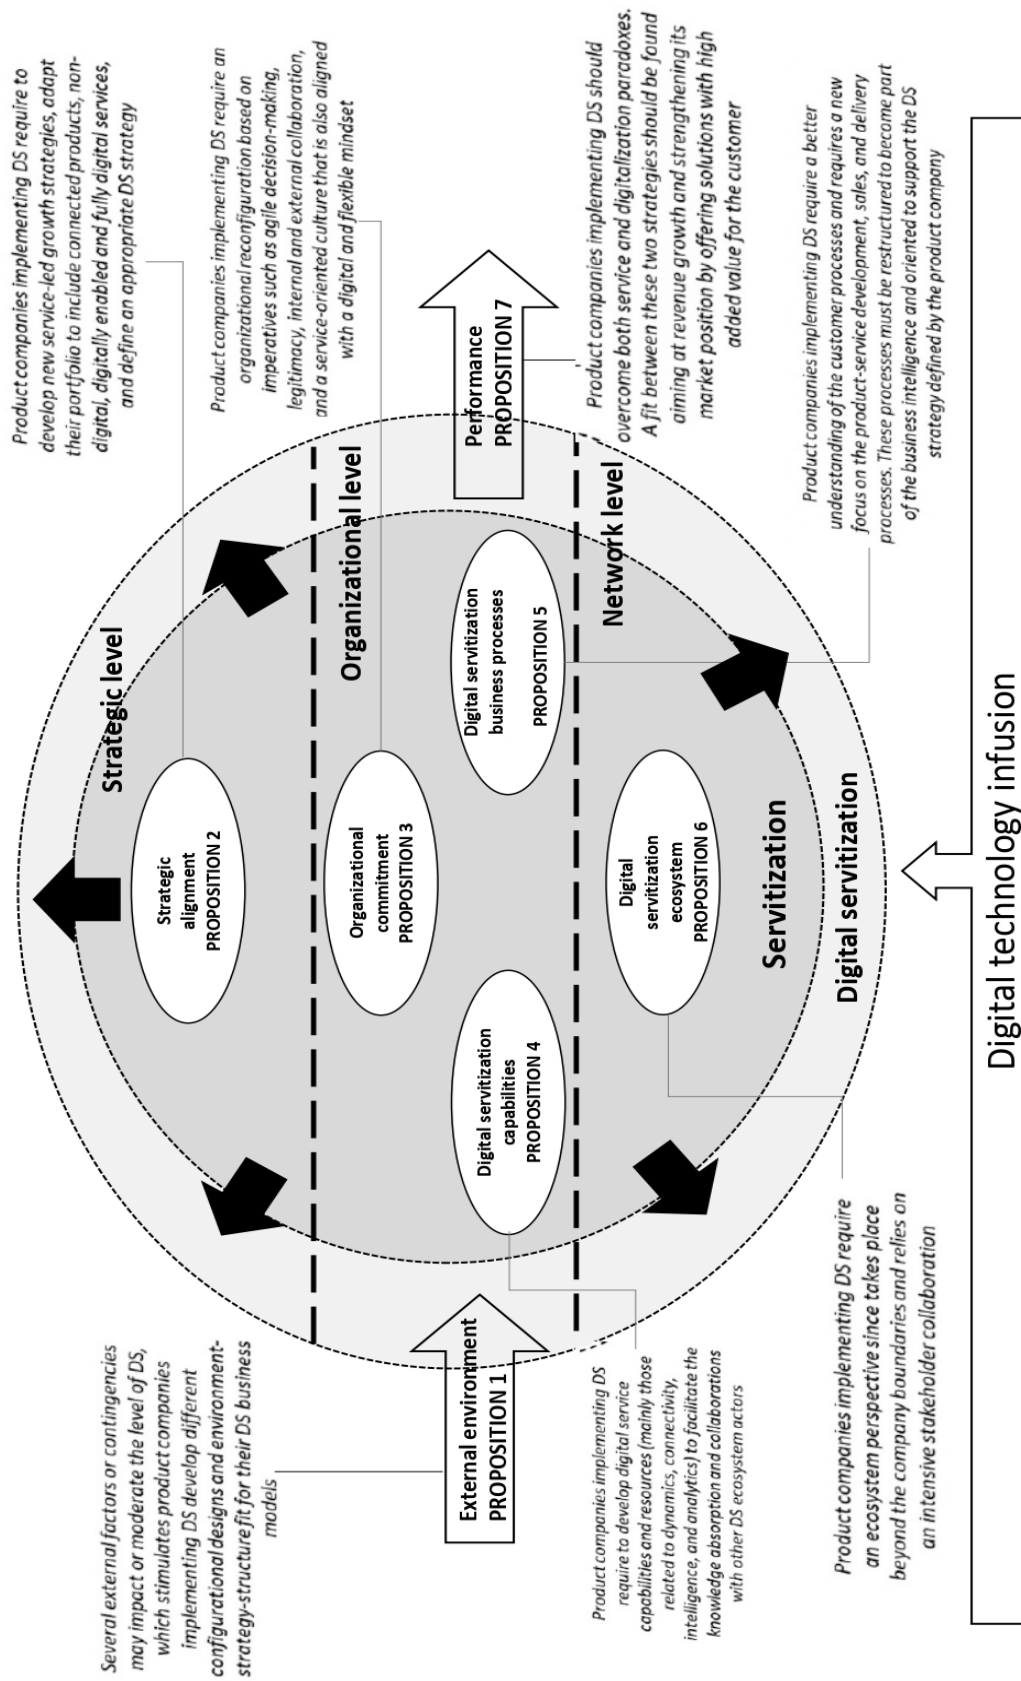 Several external factors or contingencies
may impact or moderate the level of DS,
which stimulates product companies
implementing DS develop different
configurational designs and environment-
strategy-structure fit for their DS business
models
Product companies implementing DS require to
develop new service-led growth strategies, adapt
their portfolio to include connected products, non-
digital, digitally enabled and fully digital services,
and define an appropriate DS strategy
Strategic level
Strategic
alignment
PROPOSITION 2
Product companies implementing DS require an
organizational reconfiguration based on
imperatives such as agile decision-making,
legitimacy, internal and external collaboration,
and a service-oriented culture that is also aligned
with a digital and flexible mindset
Organizational level
Organizational
commitment
PROPOSITION 3
External environment
PROPOSITION 1
Digital servitization
capabilities
PROPOSITION 4
Digital servitization
business processes
PROPOSITION 5
Performance
PROPOSITION 7
Product companies implementing DS should
overcome both service and digitalization paradoxes.
A fit between these two strategies should be found
aiming at revenue growth and strengthening its
market position by offering solutions with high
added value for the customer
Network level
Product companies implementing DS
require to develop digital service
capabilities and resources (mainly those
related to dynamics, connectivity,
intelligence, and analytics) to facilitate the
knowledge absorption and collaborations
with other DS ecosystem actors
Digital
servitization
ecosystem
PROPOSITION 6
Servitization
Digital servitization
Product companies implementing DS require a better
understanding of the customer processes and requires a new
focus on the product-service development, sales, and delivery
processes. These processes must be restructured to become part
of the business intelligence and oriented to support the DS
strategy defined by the product company
Product companies implementing DS require
an ecosystem perspective since takes place
beyond the company boundaries and relies on
an intensive stakeholder collaboration
Digital technology infusion